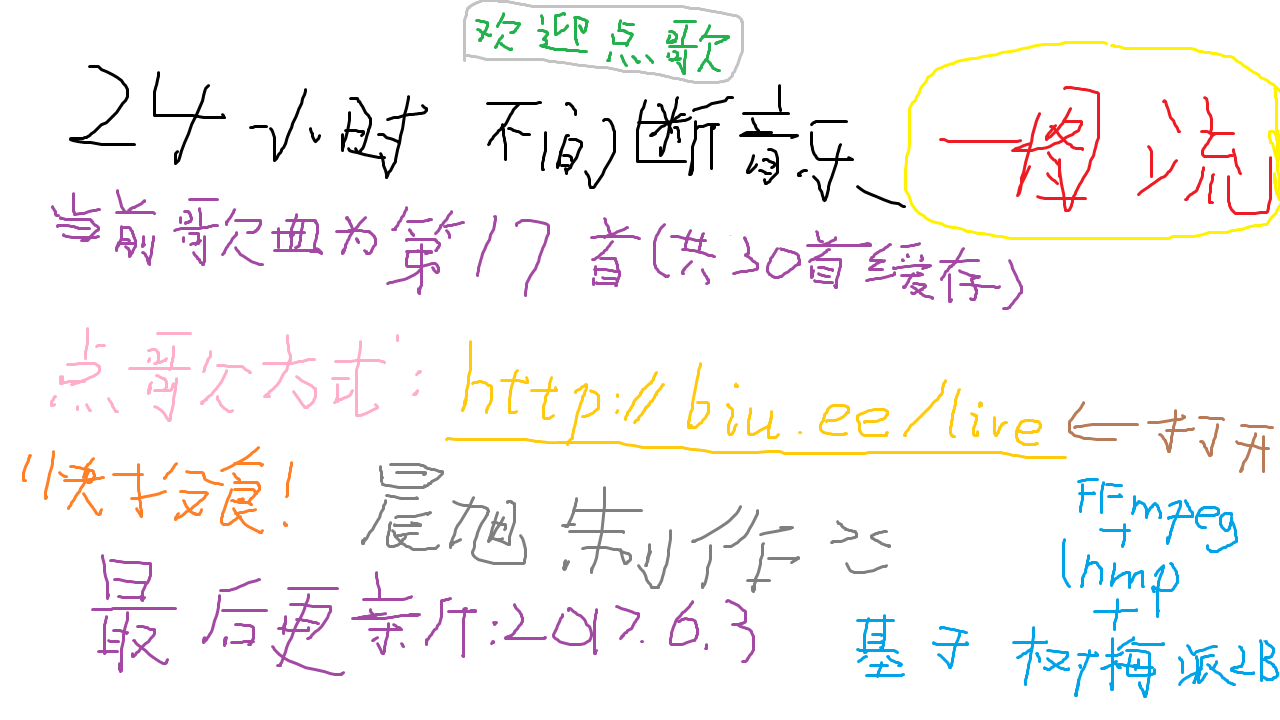 欢迎点歌
24小时 不间断音乐、
一图流
当前歌曲为第17首(共30首缓存)
点歌方式: http://biu.ee/live ←打开
快投食!
晨旭制作
最后更新:2017.6.3
FFmpeg
+
lnmp
+
基于 树梅派2B